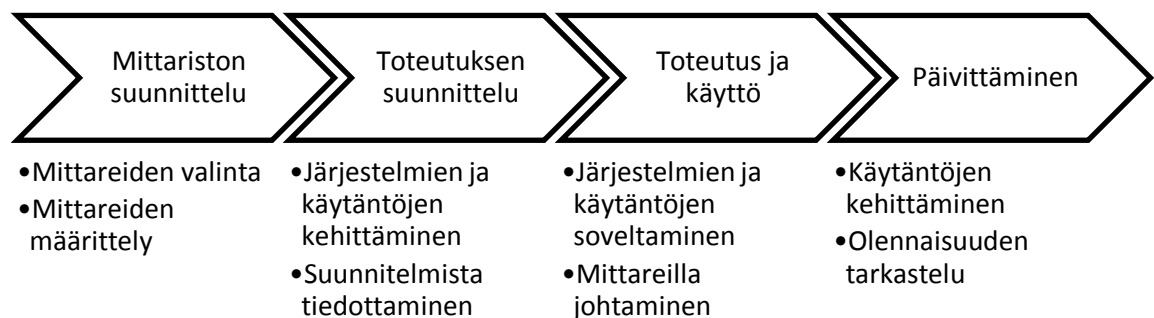 Mittariston
suunnittelu
Toteutuksen
suunnittelu
Toteutus ja
käyttö
Päivittäminen
•Mittareiden valinta
•Mittareiden
määrittely
•Järjestelmien ja
käytäntöjen
kehittäminen
•Suunnitelmista
tiedottaminen
•Järjestelmien ja
käytäntöjen
soveltaminen
•Mittareilla
johtaminen
•Käytäntöjen
kehittäminen
•Olennaisuuden
tarkastelu